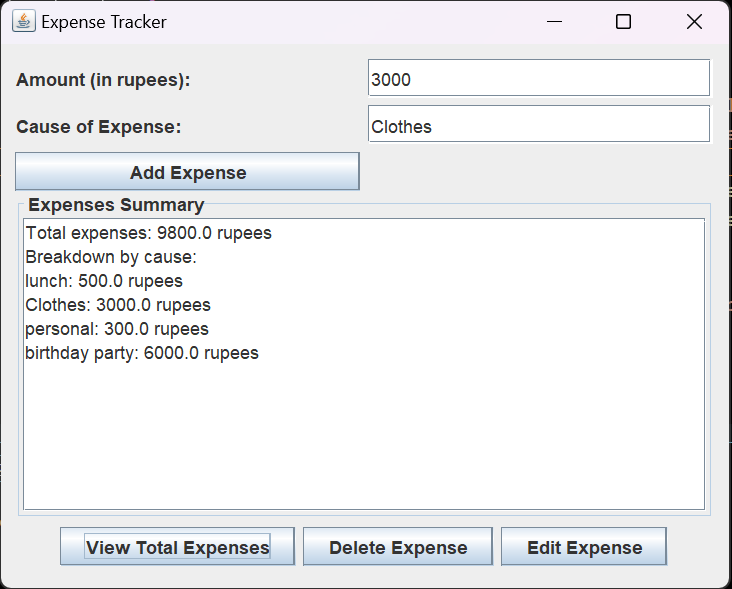 Expense Tracker
Amount (in rupees):
3000
Cause of Expense:
Clothes
Add Expense
Expenses Summary
Total expenses: 9800.0 rupees
Breakdown by cause:
lunch: 500.0 rupees
Clothes: 3000.0 rupees
personal: 300.0 rupees
birthday party: 6000.0 rupees
View Total Expenses
Delete Expense
Edit Expense